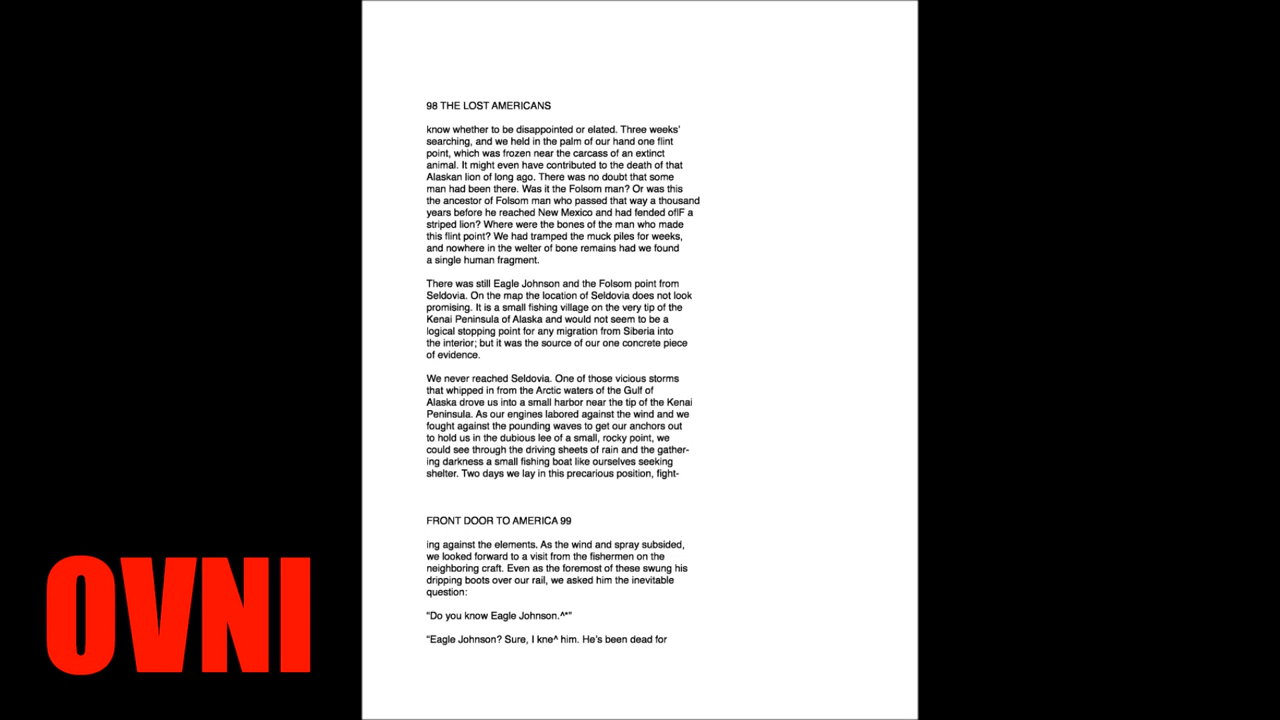 98 THE LOST AMERICANS
know whether to be disappointed or elated. Three weeks'
searching, and we held in the palm of our hand one flint
point, which was frozen near the carcass of an extinct
animal. It might even have contributed to the death of that
Alaskan lion of long ago. There was no doubt that some
man had been there. Was it the Folsom man? Or was this
the ancestor of Folsom man who passed that way a thousand
years before he reached New Mexico and had fended oflF a
striped lion? Where were the bones of the man who made
this flint point? We had tramped the muck piles for weeks,
and nowhere in the welter of bone remains had we found
a single human fragment.
There was still Eagle Johnson and the Folsom point from
Seldovia. On the map the location of Seldovia does not look
promising. It is a small fishing village on the very tip of the
Kenai Peninsula of Alaska and would not seem to be a
logical stopping point for any migration from Siberia into
the interior; but it was the source of our one concrete piece
of evidence.
We never reached Seldovia. One of those vicious storms
that whipped in from the Arctic waters of the Gulf of
Alaska drove us into a small harbor near the tip of the Kenai
Peninsula. As our engines labored against the wind and we
fought against the pounding waves to get our anchors out
to hold us in the dubious lee of a small, rocky point, we
could see through the driving sheets of rain and the gather-
ing darkness a small fishing boat like ourselves seeking
shelter. Two days we lay in this precarious position, fight-
FRONT DOOR TO AMERICA 99
ing against the elements. As the wind and spray subsided,
we looked forward to a visit from the fishermen on the
neighboring craft. Even as the foremost of these swung his
dripping boots over our rail, we asked him the inevitable
question:
"Do you know Eagle Johnson.^*"
"Eagle Johnson? Sure, I kne^ him. He's been dead for
OVNI